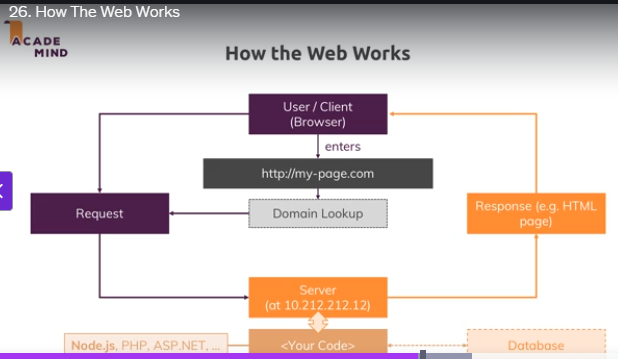 26. How The Web Works
ACADE
MIND
How the Web Works
User / Client
(Browser)
enters
http://my-page.com
Request
Domain Lookup
Response (e.g. HTML
page)
Server
(at 10.212.212.12)
Node.js, PHP, ASP.NET, ...
<Your Code>
Database